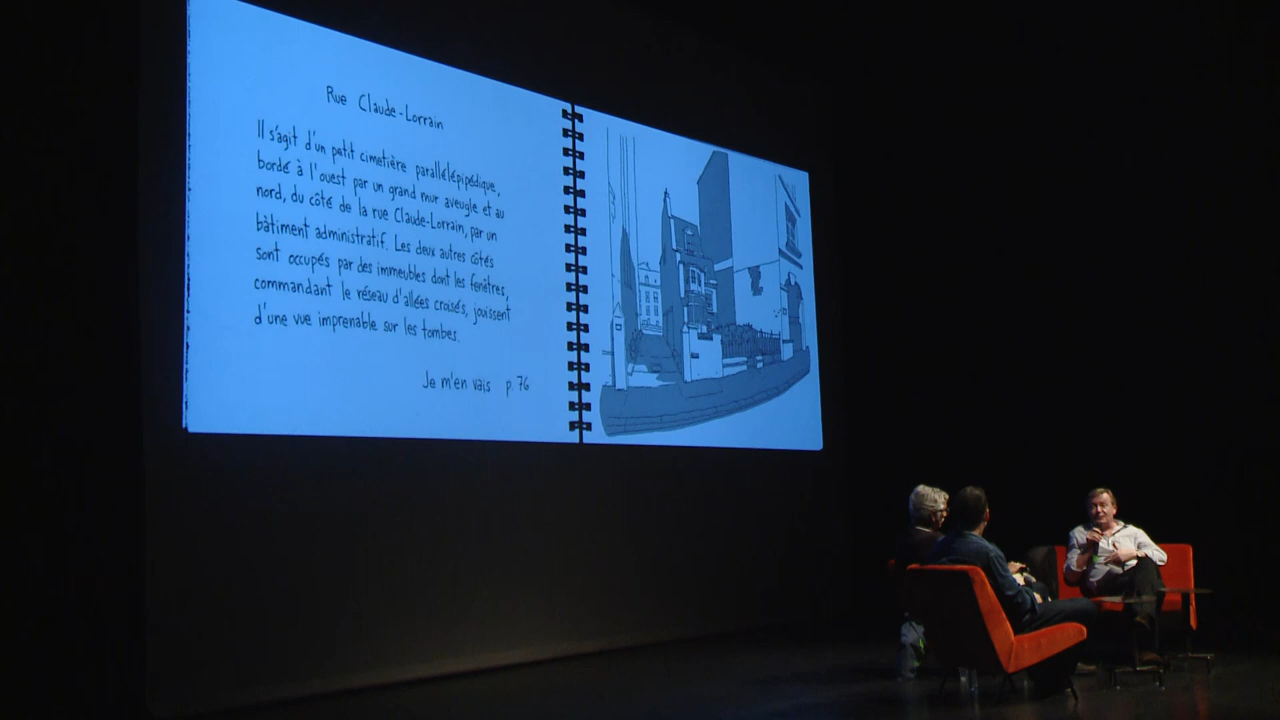 Rue Claude-Lorrain
Il s'agit d'un petit cimetière parallélépipédique,
bordé à l'ouest par un grand mur aveugle et au
nord, du côté de la rue Claude-Lorrain, par un
bâtiment administratif. Les deux autres côtés
sont occupés par des immeubles dont les fenêtres,
commandant le réseau d'allées croisés, jouissent
d'une vue imprenable sur les tombes.
Je m'en vais p. 76